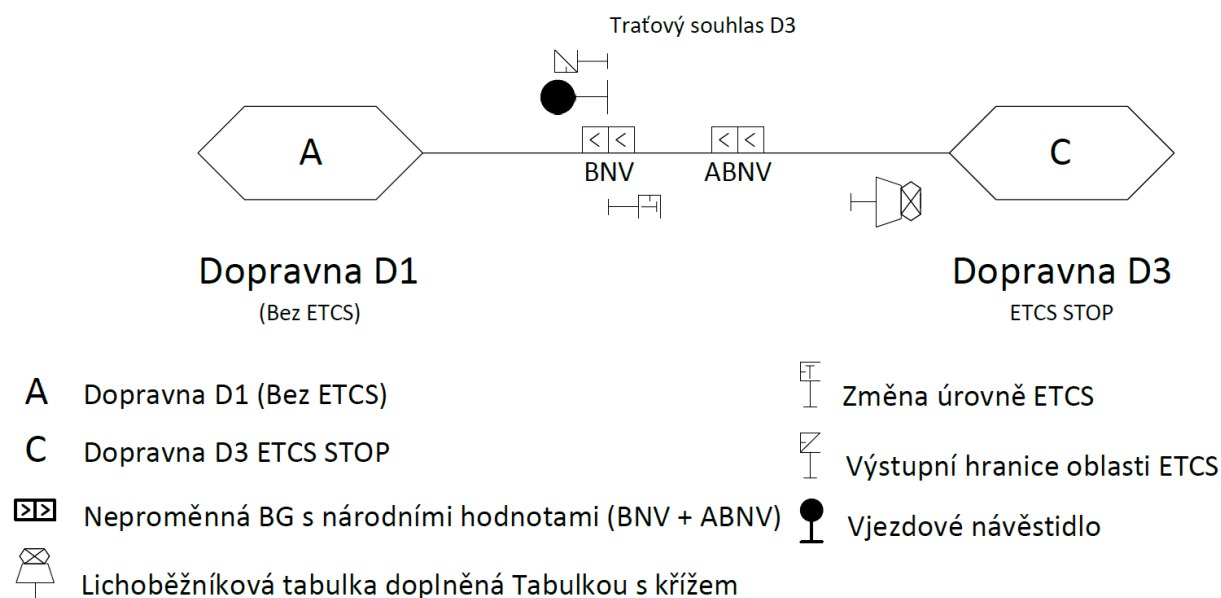 Traťový souhlas D3
A
C
BNV
ABNV
Dopravna D1
(Bez ETCS)
Dopravna D3
ETCS STOP
A Dopravna D1 (Bez ETCS)
C Dopravna D3 ETCS STOP
Neproměnná BG s národními hodnotami (BNV + ABNV)
Lichoběžníková tabulka doplněná Tabulkou s křížem
Změna úrovně ETCS
Výstupní hranice oblasti ETCS
Vjezdové návěstidlo